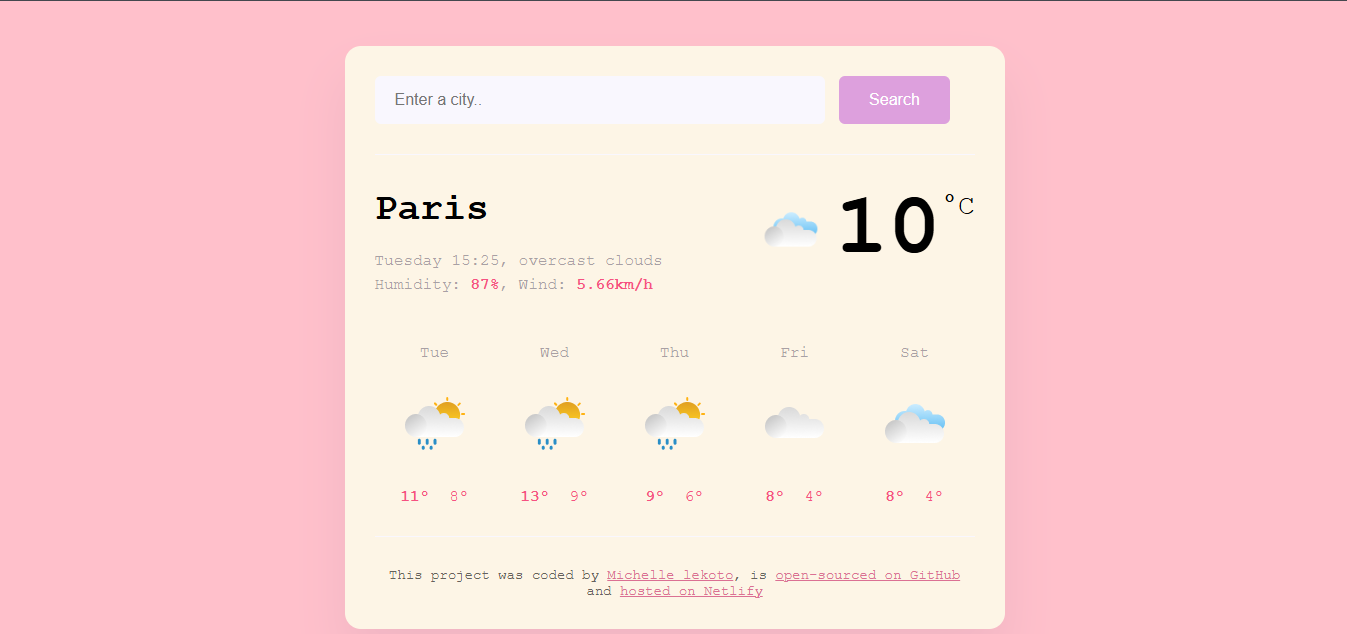 Enter a city..
Search
Paris
10 °C
Tuesday 15:25, overcast clouds
Humidity: 87%, Wind: 5.66km/h
Tue Wed Thu Fri Sat
11° 8° 13° 9° 9° 6° 8° 4° 8° 4°
This project was coded by Michelle lekoto, is open-sourced on GitHub
and hosted on Netlify